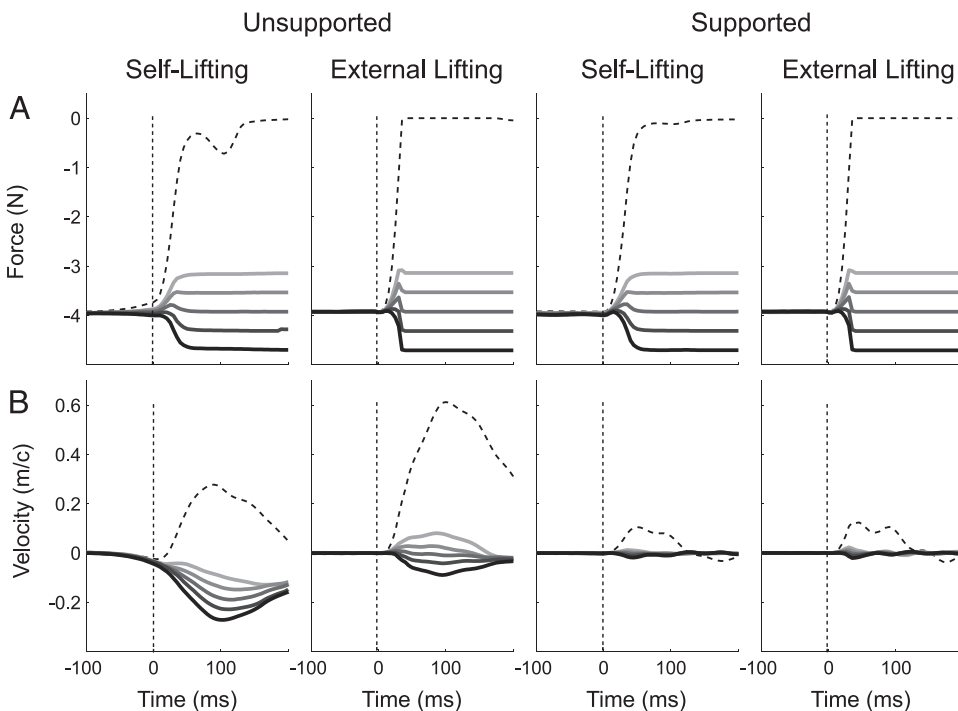 Unsupported Supported
Self-Lifting External Lifting Self-Lifting External Lifting
A
Force (N)
0
-1
-2
-3
-4
B
Velocity (m/c)
0.6
0.4
0.2
0
-0.2
-100 0 100 -100 0 100 -100 0 100 -100 0 100
Time (ms) Time (ms) Time (ms) Time (ms)